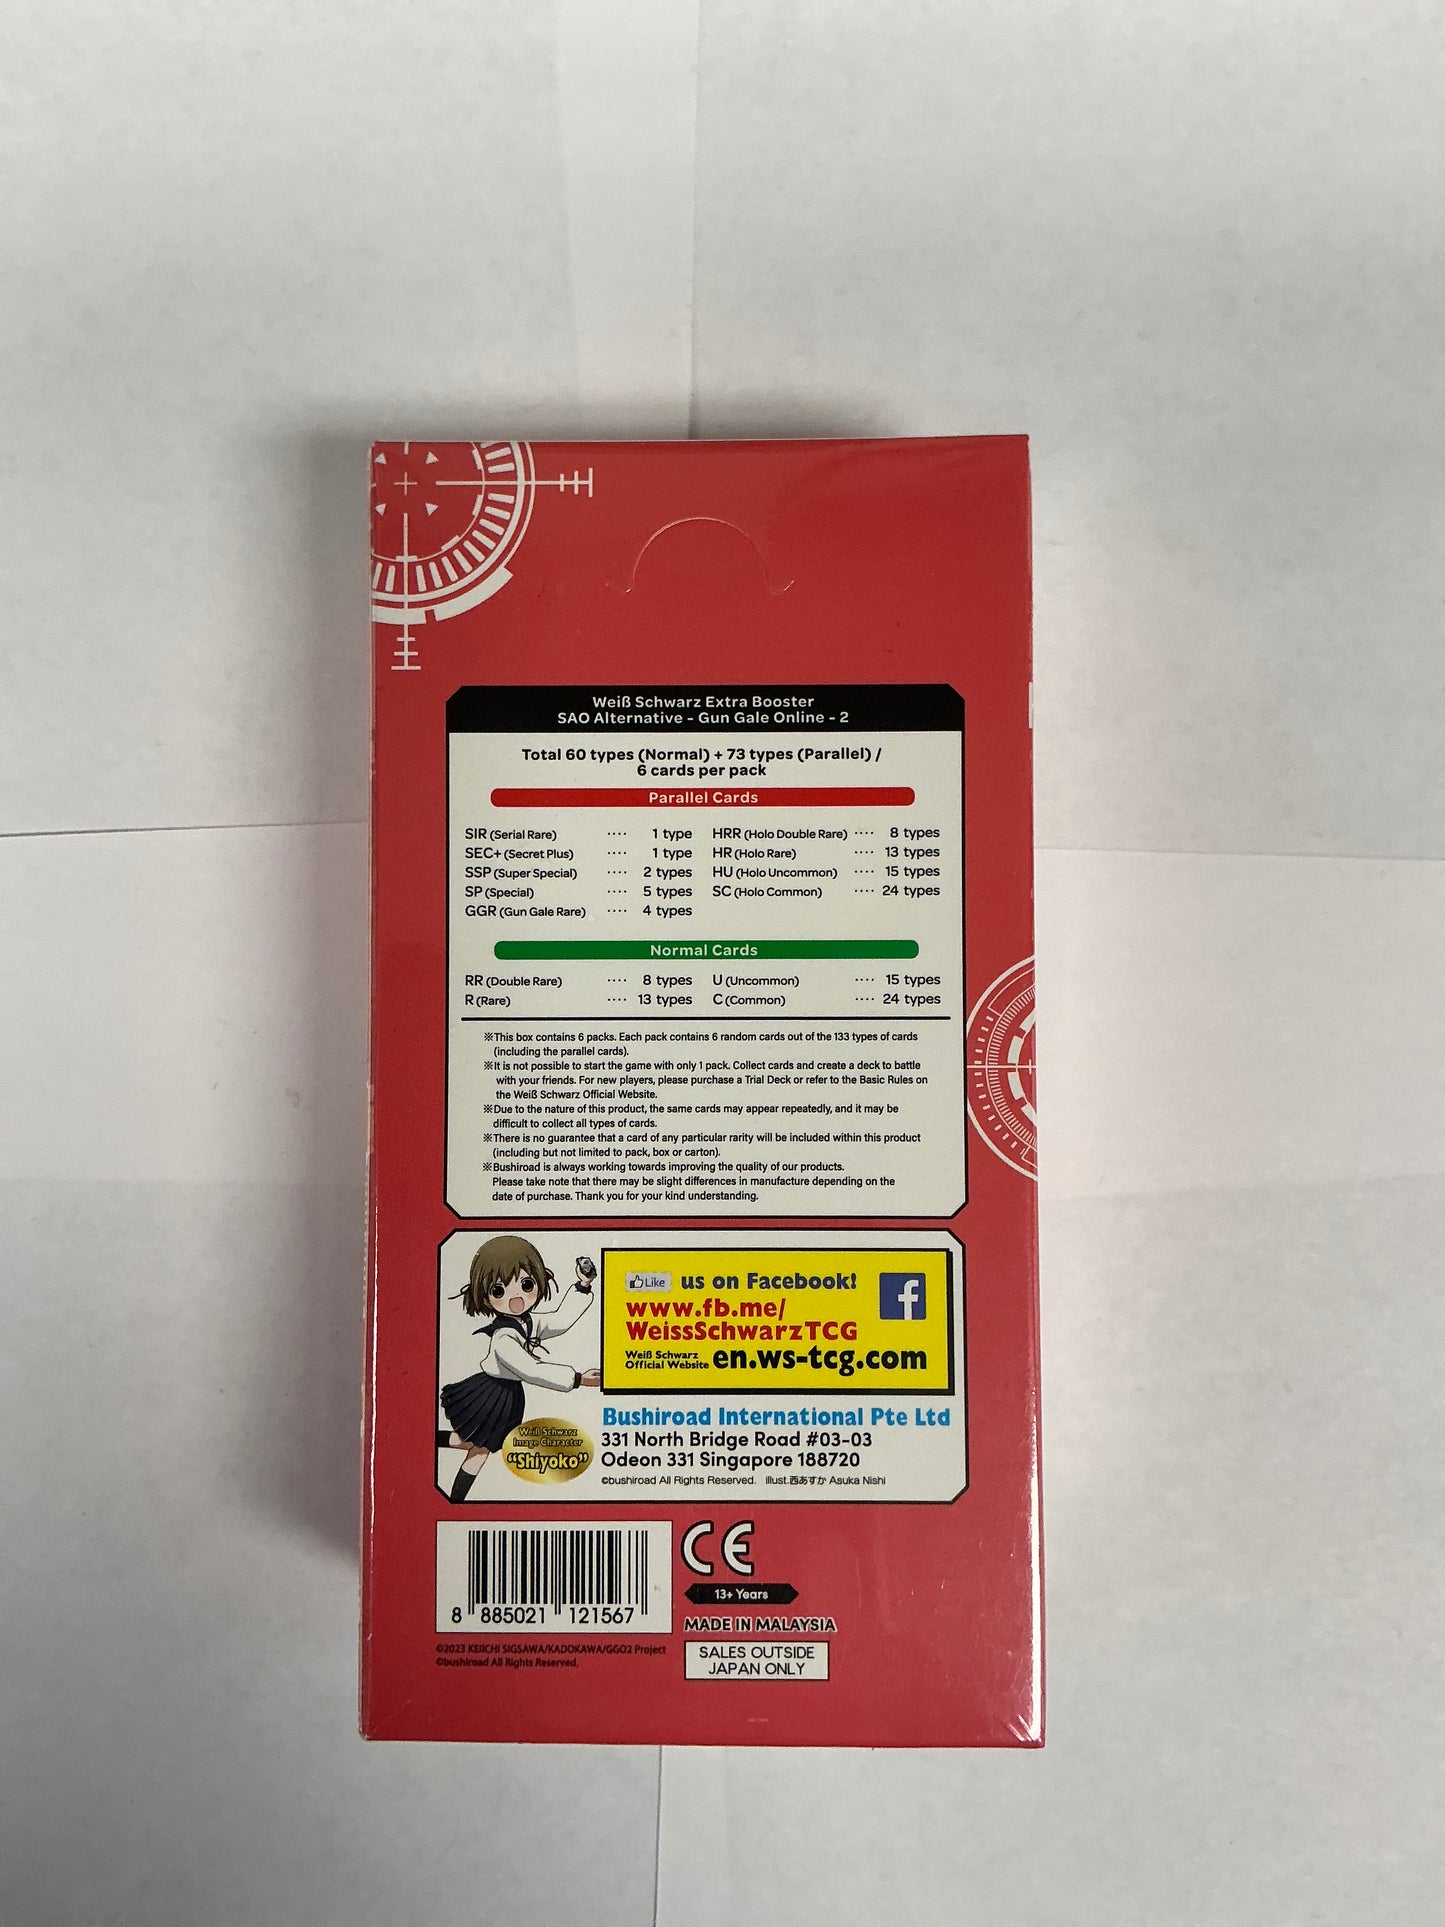 Weiß Schwarz Extra Booster
SAO Alternative - Gun Gale Online - 2
Total 60 types (Normal) + 73 types (Parallel) /
6 cards per pack
Parallel Cards
SIR (Serial Rare) ···· 1 type
SEC+ (Secret Plus) ···· 1 type
SSP (Super Special) ···· 2 types
SP (Special) ···· 5 types
GGR (Gun Gale Rare) ···· 4 types
HRR (Holo Double Rare) ···· 8 types
HR (Holo Rare) ···· 13 types
HU (Holo Uncommon) ···· 15 types
SC (Holo Common) ···· 24 types
Normal Cards
RR (Double Rare) ···· 8 types
R (Rare) ···· 13 types
U (Uncommon) ···· 15 types
C (Common) ···· 24 types
※This box contains 6 packs. Each pack contains 6 random cards out of the 133 types of cards
(including the parallel cards).
※It is not possible to start the game with only 1 pack. Collect cards and create a deck to battle
with your friends. For new players, please purchase a Trial Deck or refer to the Basic Rules on
the Weiß Schwarz Official Website.
※Due to the nature of this product, the same cards may appear repeatedly, and it may be
difficult to collect all types of cards.
※There is no guarantee that a card of any particular rarity will be included within this product
(including but not limited to pack, box or carton).
※Bushiroad is always working towards improving the quality of our products.
Please take note that there may be slight differences in manufacture depending on the
date of purchase. Thank you for your kind understanding.
Like us on Facebook! f
www.fb.me/
WeissSchwarzTCG
Weiß Schwarz
Official Website en.ws-tcg.com
Weiß Schwarz
Image Character
"Shiyoko"
Bushiroad International Pte Ltd
331 North Bridge Road #03-03
Odeon 331 Singapore 188720
©bushiroad All Rights Reserved. illust.西あすか Asuka Nishi
8 885021 121567
CE
13+ Years
MADE IN MALAYSIA
SALES OUTSIDE
JAPAN ONLY
©2023 KEIICHI SIGSAWA/KADOKAWA/GGO2 Project
©bushiroad All Rights Reserved.